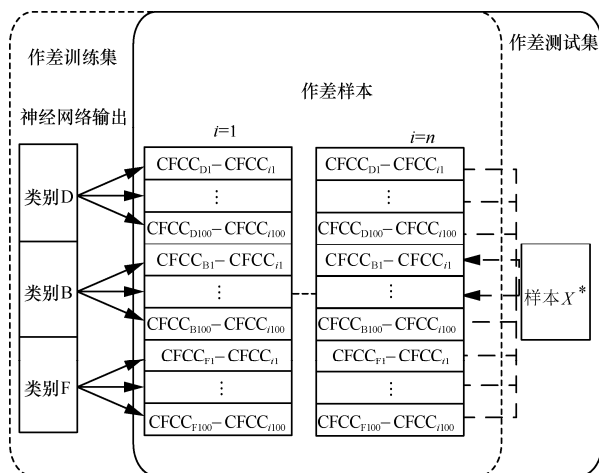 作差训练集
作差测试集
作差样本
神经网络输出
i=1
i=n
类别D
类别B
类别F
CFCC_D1−CFCC_i1
⋮
CFCC_D100−CFCC_i100
CFCC_B1−CFCC_i1
⋮
CFCC_B100−CFCC_i100
CFCC_F1−CFCC_i1
⋮
CFCC_F100−CFCC_i100
CFCC_D1−CFCC_i1
⋮
CFCC_D100−CFCC_i100
CFCC_B1−CFCC_i1
⋮
CFCC_B100−CFCC_i100
CFCC_F1−CFCC_i1
⋮
CFCC_F100−CFCC_i100
样本X*